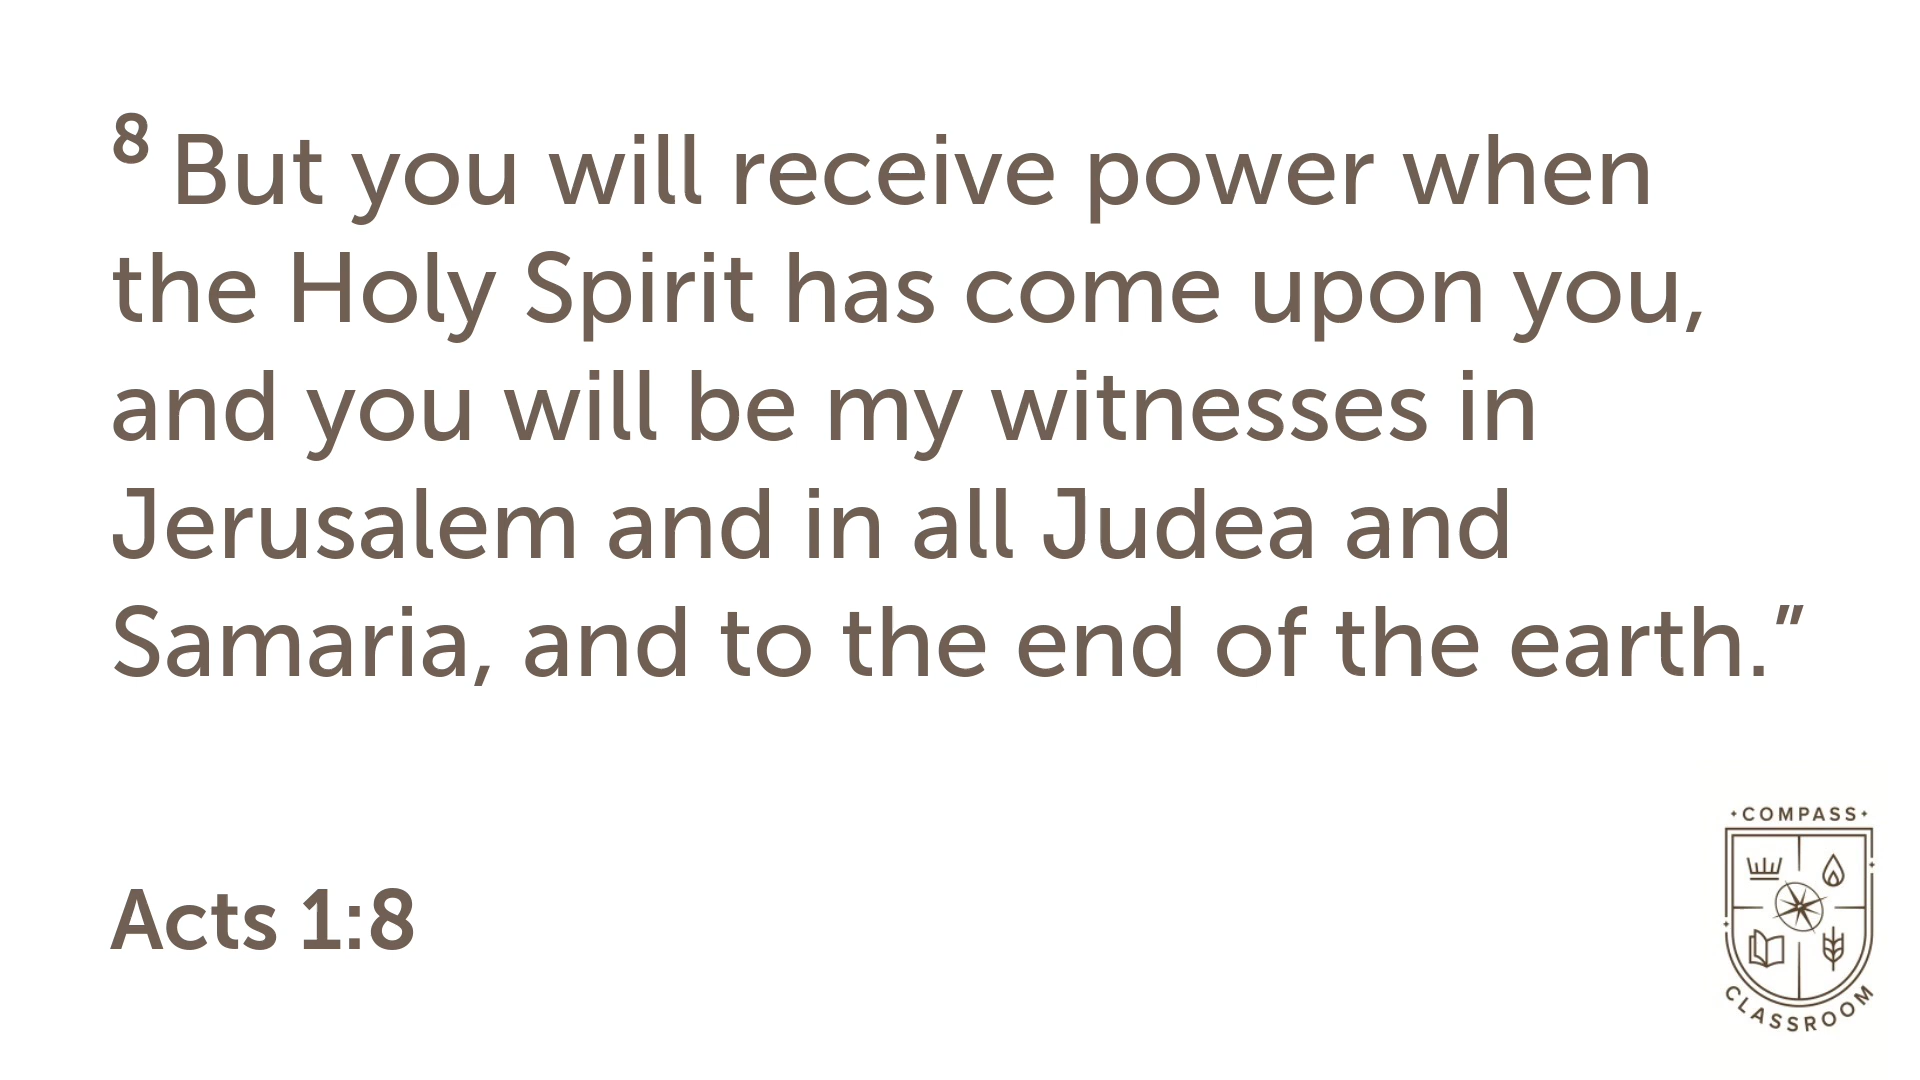 8 But you will receive power when
the Holy Spirit has come upon you,
and you will be my witnesses in
Jerusalem and in all Judea and
Samaria, and to the end of the earth.”
Acts 1:8
COMPASS
CLASSROOM